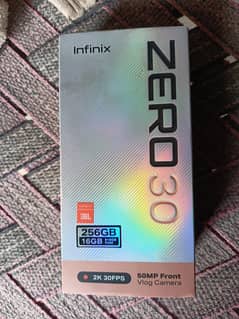 Infinix
ZERO 30
JBL
256GB
16GB
2K 30FPS
50MP Front
Vlog Camera